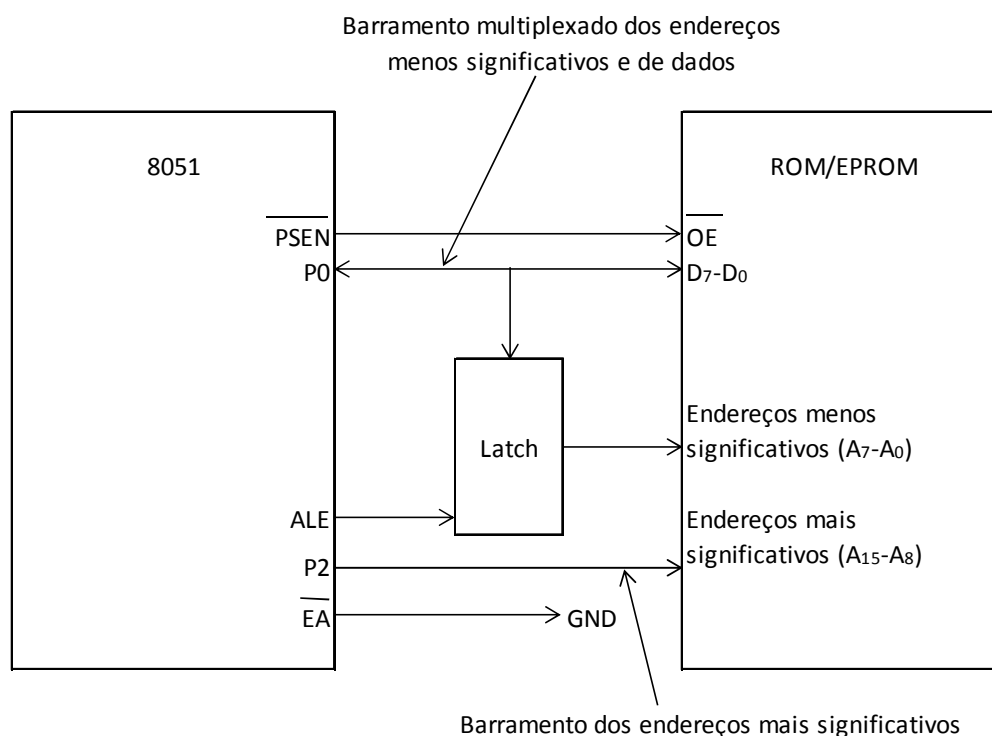 Barramento multiplexado dos endereços
menos significativos e de dados
8051
ROM/EPROM
PSEN
OE
P0
D7-D0
Endereços menos
significativos (A7-A0)
Latch
ALE
Endereços mais
significativos (A15-A8)
P2
EA
GND
Barramento dos endereços mais significativos